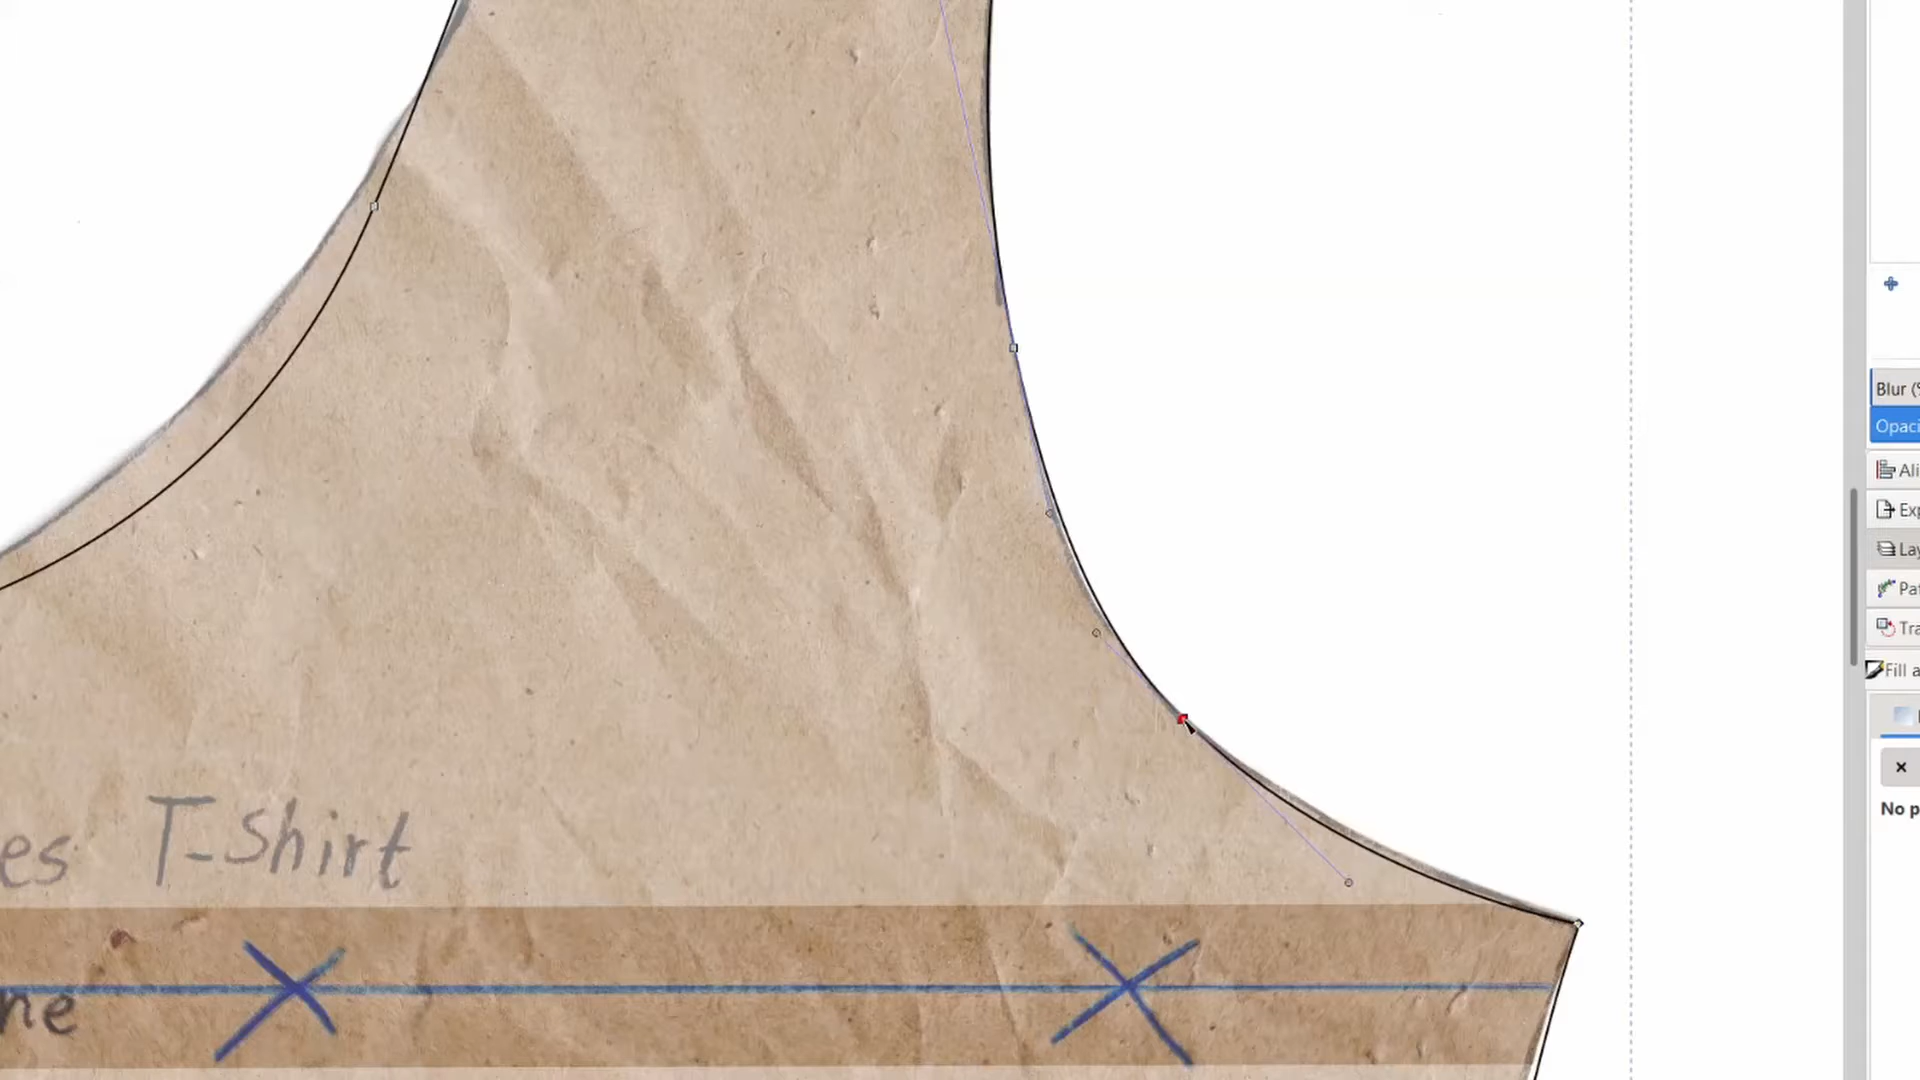 Blur (%
Opaci
Ali
Exp
Lay
Pat
Tra
Fill a
No p
es T-Shirt
ne